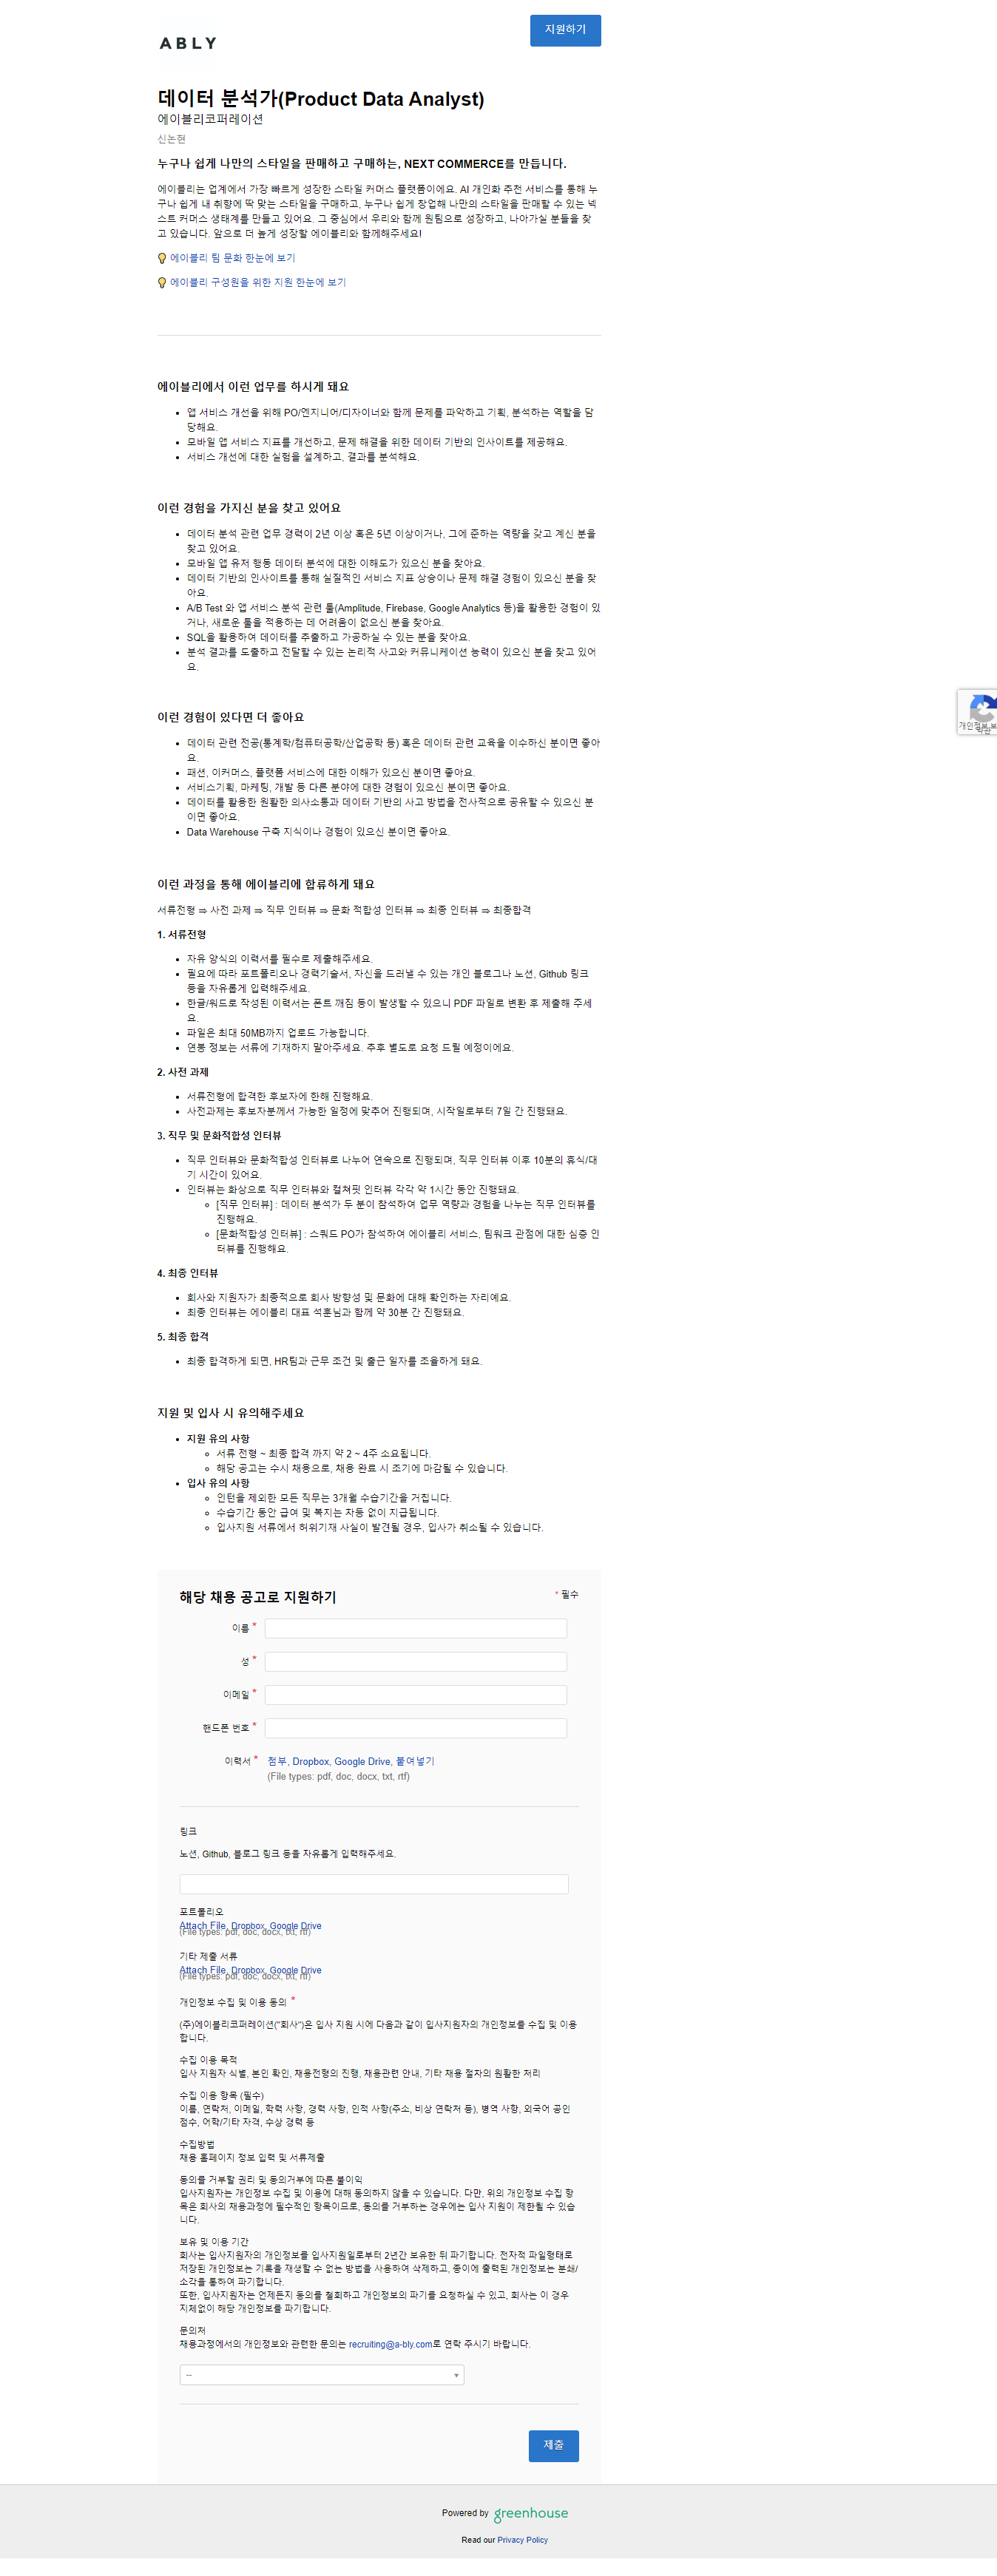 ABLY
지원하기
데이터 분석가(Product Data Analyst)
에이블리코퍼레이션
신논현
누구나 쉽게 나만의 스타일을 판매하고 구매하는, NEXT COMMERCE를 만듭니다.
에이블리는 업계에서 가장 빠르게 성장한 스타일 커머스 플랫폼이에요. AI 개인화 추천 서비스를 통해 누
구나 쉽게 내 취향에 딱 맞는 스타일을 구매하고, 누구나 쉽게 창업해 나만의 스타일을 판매할 수 있는 넥
스트 커머스 생태계를 만들고 있어요. 그 중심에서 우리와 함께 원팀으로 성장하고, 나아가실 분들을 찾
고 있습니다. 앞으로 더 높게 성장할 에이블리와 함께해주세요!
에이블리 팀 문화 한눈에 보기
에이블리 구성원을 위한 지원 한눈에 보기
에이블리에서 이런 업무를 하시게 돼요
• 앱 서비스 개선을 위해 PO/엔지니어/디자이너와 함께 문제를 파악하고 기획, 분석하는 역할을 담
당해요.
• 모바일 앱 서비스 지표를 개선하고, 문제 해결을 위한 데이터 기반의 인사이트를 제공해요.
• 서비스 개선에 대한 실험을 설계하고, 결과를 분석해요.
이런 경험을 가지신 분을 찾고 있어요
• 데이터 분석 관련 업무 경력이 2년 이상 혹은 5년 이상이거나, 그에 준하는 역량을 갖고 계신 분을
찾고 있어요.
• 모바일 앱 유저 행동 데이터 분석에 대한 이해도가 있으신 분을 찾아요.
• 데이터 기반의 인사이트를 통해 실질적인 서비스 지표 상승이나 문제 해결 경험이 있으신 분을 찾
아요.
• A/B Test 와 앱 서비스 분석 관련 툴(Amplitude, Firebase, Google Analytics 등)을 활용한 경험이 있
거나, 새로운 툴을 적용하는 데 어려움이 없으신 분을 찾아요.
• SQL을 활용하여 데이터를 추출하고 가공하실 수 있는 분을 찾아요.
• 분석 결과를 도출하고 전달할 수 있는 논리적 사고와 커뮤니케이션 능력이 있으신 분을 찾고 있어
요.
이런 경험이 있다면 더 좋아요
• 데이터 관련 전공(통계학/컴퓨터공학/산업공학 등) 혹은 데이터 관련 교육을 이수하신 분이면 좋아
요.
• 패션, 이커머스, 플랫폼 서비스에 대한 이해가 있으신 분이면 좋아요.
• 서비스기획, 마케팅, 개발 등 다른 분야에 대한 경험이 있으신 분이면 좋아요.
• 데이터를 활용한 원활한 의사소통과 데이터 기반의 사고 방법을 전사적으로 공유할 수 있으신 분
이면 좋아요.
• Data Warehouse 구축 지식이나 경험이 있으신 분이면 좋아요.
개인정보 보
약관
이런 과정을 통해 에이블리에 합류하게 돼요
서류전형 ⇒ 사전 과제 ⇒ 직무 인터뷰 ⇒ 문화 적합성 인터뷰 ⇒ 최종 인터뷰 ⇒ 최종합격
1. 서류전형
• 자유 양식의 이력서를 필수로 제출해주세요.
• 필요에 따라 포트폴리오나 경력기술서, 자신을 드러낼 수 있는 개인 블로그나 노션, Github 링크
등을 자유롭게 입력해주세요.
• 한글/워드로 작성된 이력서는 폰트 깨짐 등이 발생할 수 있으니 PDF 파일로 변환 후 제출해 주세
요.
• 파일은 최대 50MB까지 업로드 가능합니다.
• 연봉 정보는 서류에 기재하지 말아주세요. 추후 별도로 요청 드릴 예정이에요.
2. 사전 과제
• 서류전형에 합격한 후보자에 한해 진행해요.
• 사전과제는 후보자분께서 가능한 일정에 맞추어 진행되며, 시작일로부터 7일 간 진행돼요.
3. 직무 및 문화적합성 인터뷰
• 직무 인터뷰와 문화적합성 인터뷰로 나누어 연속으로 진행되며, 직무 인터뷰 이후 10분의 휴식/대
기 시간이 있어요.
• 인터뷰는 화상으로 직무 인터뷰와 컬쳐핏 인터뷰 각각 약 1시간 동안 진행돼요.
◦ [직무 인터뷰] : 데이터 분석가 두 분이 참석하여 업무 역량과 경험을 나누는 직무 인터뷰를
진행해요.
◦ [문화적합성 인터뷰] : 스쿼드 PO가 참석하여 에이블리 서비스, 팀워크 관점에 대한 심층 인
터뷰를 진행해요.
4. 최종 인터뷰
• 회사와 지원자가 최종적으로 회사 방향성 및 문화에 대해 확인하는 자리예요.
• 최종 인터뷰는 에이블리 대표 석훈님과 함께 약 30분 간 진행돼요.
5. 최종 합격
• 최종 합격하게 되면, HR팀과 근무 조건 및 출근 일자를 조율하게 돼요.
지원 및 입사 시 유의해주세요
• 지원 유의 사항
◦ 서류 전형 ~ 최종 합격 까지 약 2 ~ 4주 소요됩니다.
◦ 해당 공고는 수시 채용으로, 채용 완료 시 조기에 마감될 수 있습니다.
• 입사 유의 사항
◦ 인턴을 제외한 모든 직무는 3개월 수습기간을 거칩니다.
◦ 수습기간 동안 급여 및 복지는 차등 없이 지급됩니다.
◦ 입사지원 서류에서 허위기재 사실이 발견될 경우, 입사가 취소될 수 있습니다.
해당 채용 공고로 지원하기
* 필수
이름 *
성 *
이메일 *
핸드폰 번호 *
이력서 * 첨부, Dropbox, Google Drive, 붙여넣기
(File types: pdf, doc, docx, txt, rtf)
링크
노션, Github, 블로그 링크 등을 자유롭게 입력해주세요.
포트폴리오
Attach File, Dropbox, Google Drive
(File types: pdf, doc, docx, txt, rtf)
기타 제출 서류
Attach File, Dropbox, Google Drive
(File types: pdf, doc, docx, txt, rtf)
개인정보 수집 및 이용 동의 *
(주)에이블리코퍼레이션("회사")은 입사 지원 시에 다음과 같이 입사지원자의 개인정보를 수집 및 이용
합니다.
수집 이용 목적
입사 지원자 식별, 본인 확인, 채용전형의 진행, 채용관련 안내, 기타 채용 절차의 원활한 처리
수집 이용 항목 (필수)
이름, 연락처, 이메일, 학력 사항, 경력 사항, 인적 사항(주소, 비상 연락처 등), 병역 사항, 외국어 공인
점수, 어학/기타 자격, 수상 경력 등
수집방법
채용 홈페이지 정보 입력 및 서류제출
동의를 거부할 권리 및 동의거부에 따른 불이익
입사지원자는 개인정보 수집 및 이용에 대해 동의하지 않을 수 있습니다. 다만, 위의 개인정보 수집 항
목은 회사의 채용과정에 필수적인 항목이므로, 동의를 거부하는 경우에는 입사 지원이 제한될 수 있습
니다.
보유 및 이용 기간
회사는 입사지원자의 개인정보를 입사지원일로부터 2년간 보유한 뒤 파기합니다. 전자적 파일형태로
저장된 개인정보는 기록을 재생할 수 없는 방법을 사용하여 삭제하고, 종이에 출력된 개인정보는 분쇄/
소각을 통하여 파기합니다.
또한, 입사지원자는 언제든지 동의를 철회하고 개인정보의 파기를 요청하실 수 있고, 회사는 이 경우
지체없이 해당 개인정보를 파기합니다.
문의처
채용과정에서의 개인정보와 관련한 문의는 recruiting@a-bly.com로 연락 주시기 바랍니다.
--
제출
Powered by greenhouse
Read our Privacy Policy